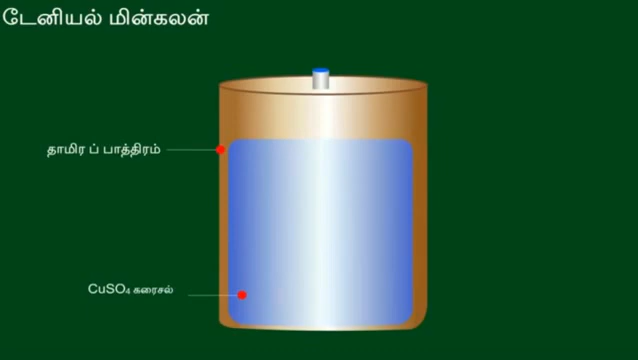 டேனியல் மின்கலன்
தாமிர ப் பாத்திரம்
CuSO₄ கரைசல்